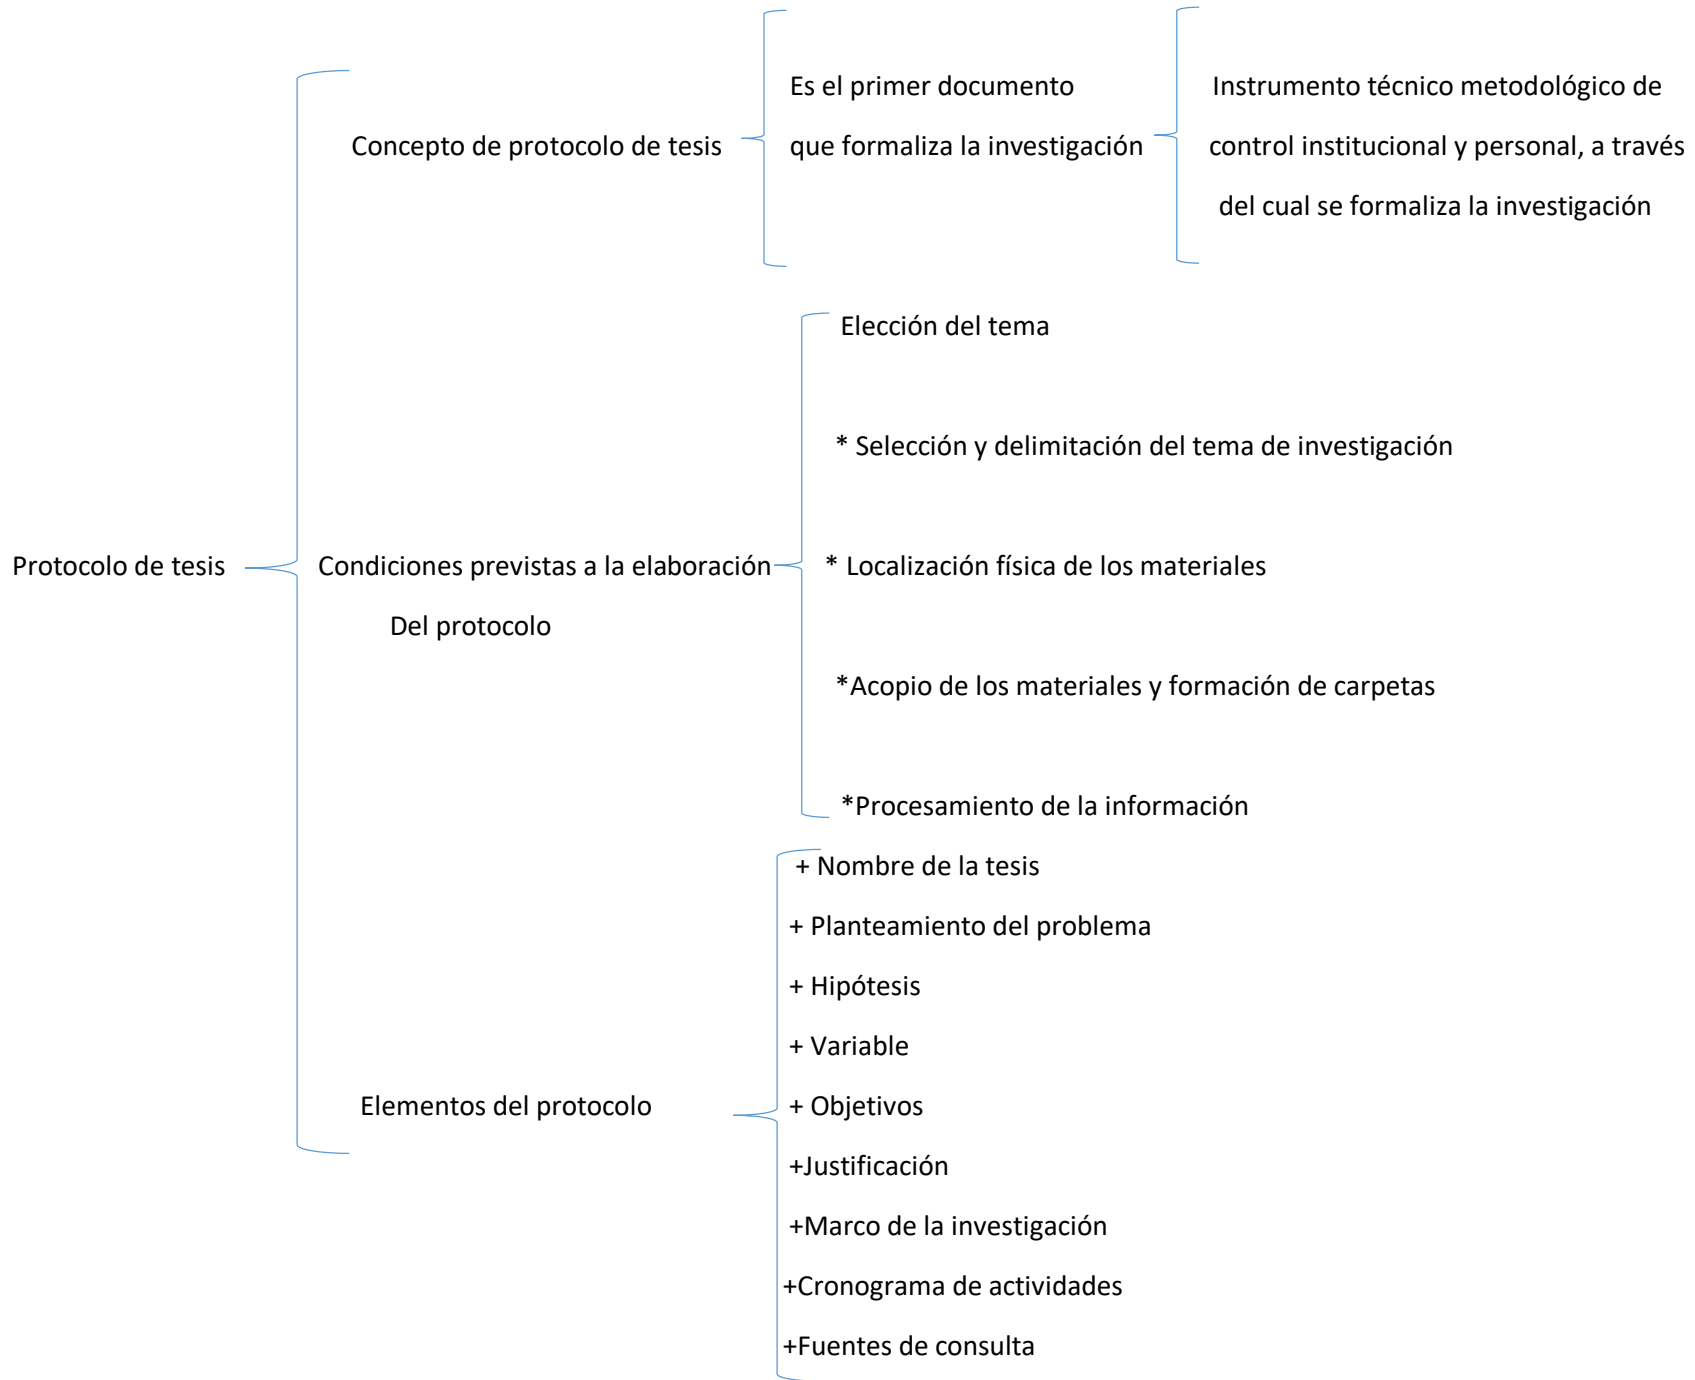 Protocolo de tesis
Concepto de protocolo de tesis
Es el primer documento
que formaliza la investigación
Instrumento técnico metodológico de
control institucional y personal, a través
del cual se formaliza la investigación
Condiciones previstas a la elaboración
Del protocolo
Elección del tema
* Selección y delimitación del tema de investigación
* Localización física de los materiales
*Acopio de los materiales y formación de carpetas
*Procesamiento de la información
Elementos del protocolo
+ Nombre de la tesis
+ Planteamiento del problema
+ Hipótesis
+ Variable
+ Objetivos
+Justificación
+Marco de la investigación
+Cronograma de actividades
+Fuentes de consulta